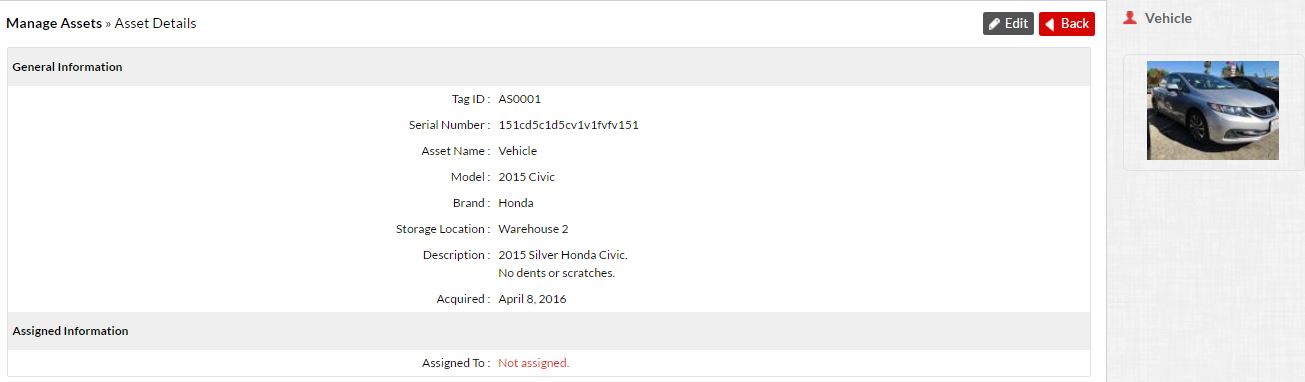 Manage Assets » Asset Details
Edit
Back
Vehicle
General Information
Tag ID : AS0001
Serial Number : 151cd5c1d5cv1v1fvfv151
Asset Name : Vehicle
Model : 2015 Civic
Brand : Honda
Storage Location : Warehouse 2
Description : 2015 Silver Honda Civic.
No dents or scratches.
Acquired : April 8, 2016
Assigned Information
Assigned To : Not assigned.